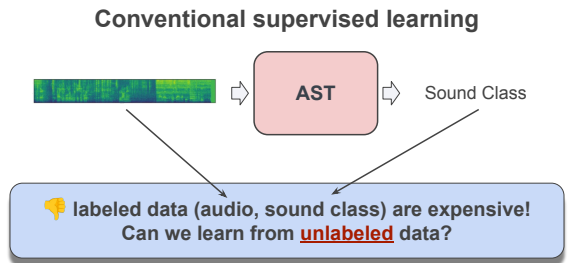 Conventional supervised learning
AST
Sound Class
👎 labeled data (audio, sound class) are expensive!
Can we learn from unlabeled data?